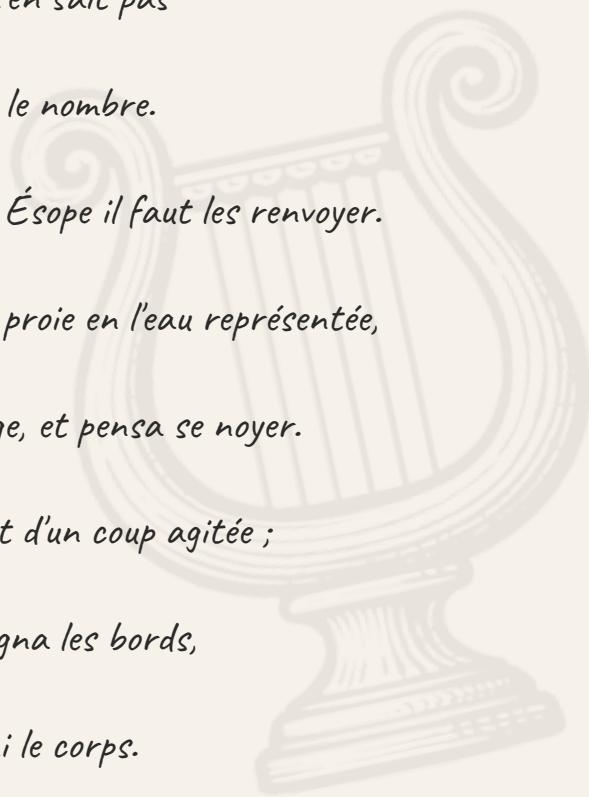 en sait pas
le nombre.
Ésope il faut les renvoyer.
proie en l'eau représentée,
ge, et pensa se noyer.
t d'un coup agitée ;
gna les bords,
i le corps.